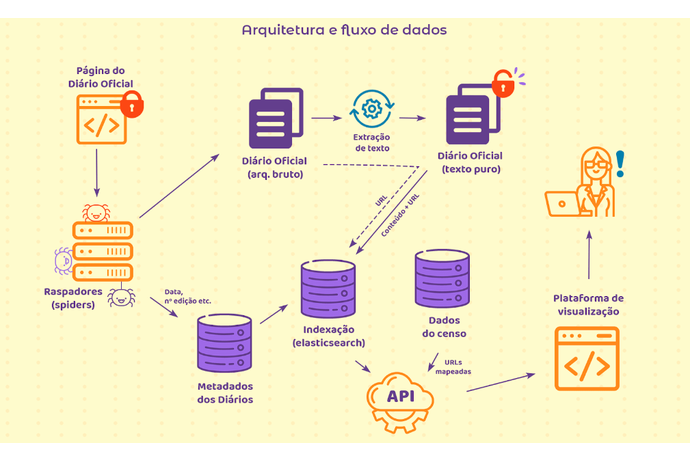 Arquitetura e fluxo de dados
Página do
Diário Oficial
</>
Diário Oficial
(arq. bruto)
Extração
de texto
Diário Oficial
(texto puro)
URL
Conteúdo + URL
Raspadores
(spiders)
Data,
nº edição etc.
Metadados
dos Diários
Indexação
(elasticsearch)
Dados
do censo
URLs
mapeadas
API
Plataforma de
visualização
</>
!